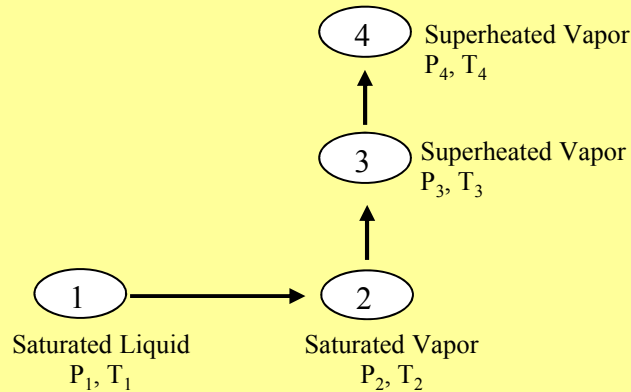 4
Superheated Vapor
P₄, T₄
3
Superheated Vapor
P₃, T₃
1
2
Saturated Liquid
P₁, T₁
Saturated Vapor
P₂, T₂